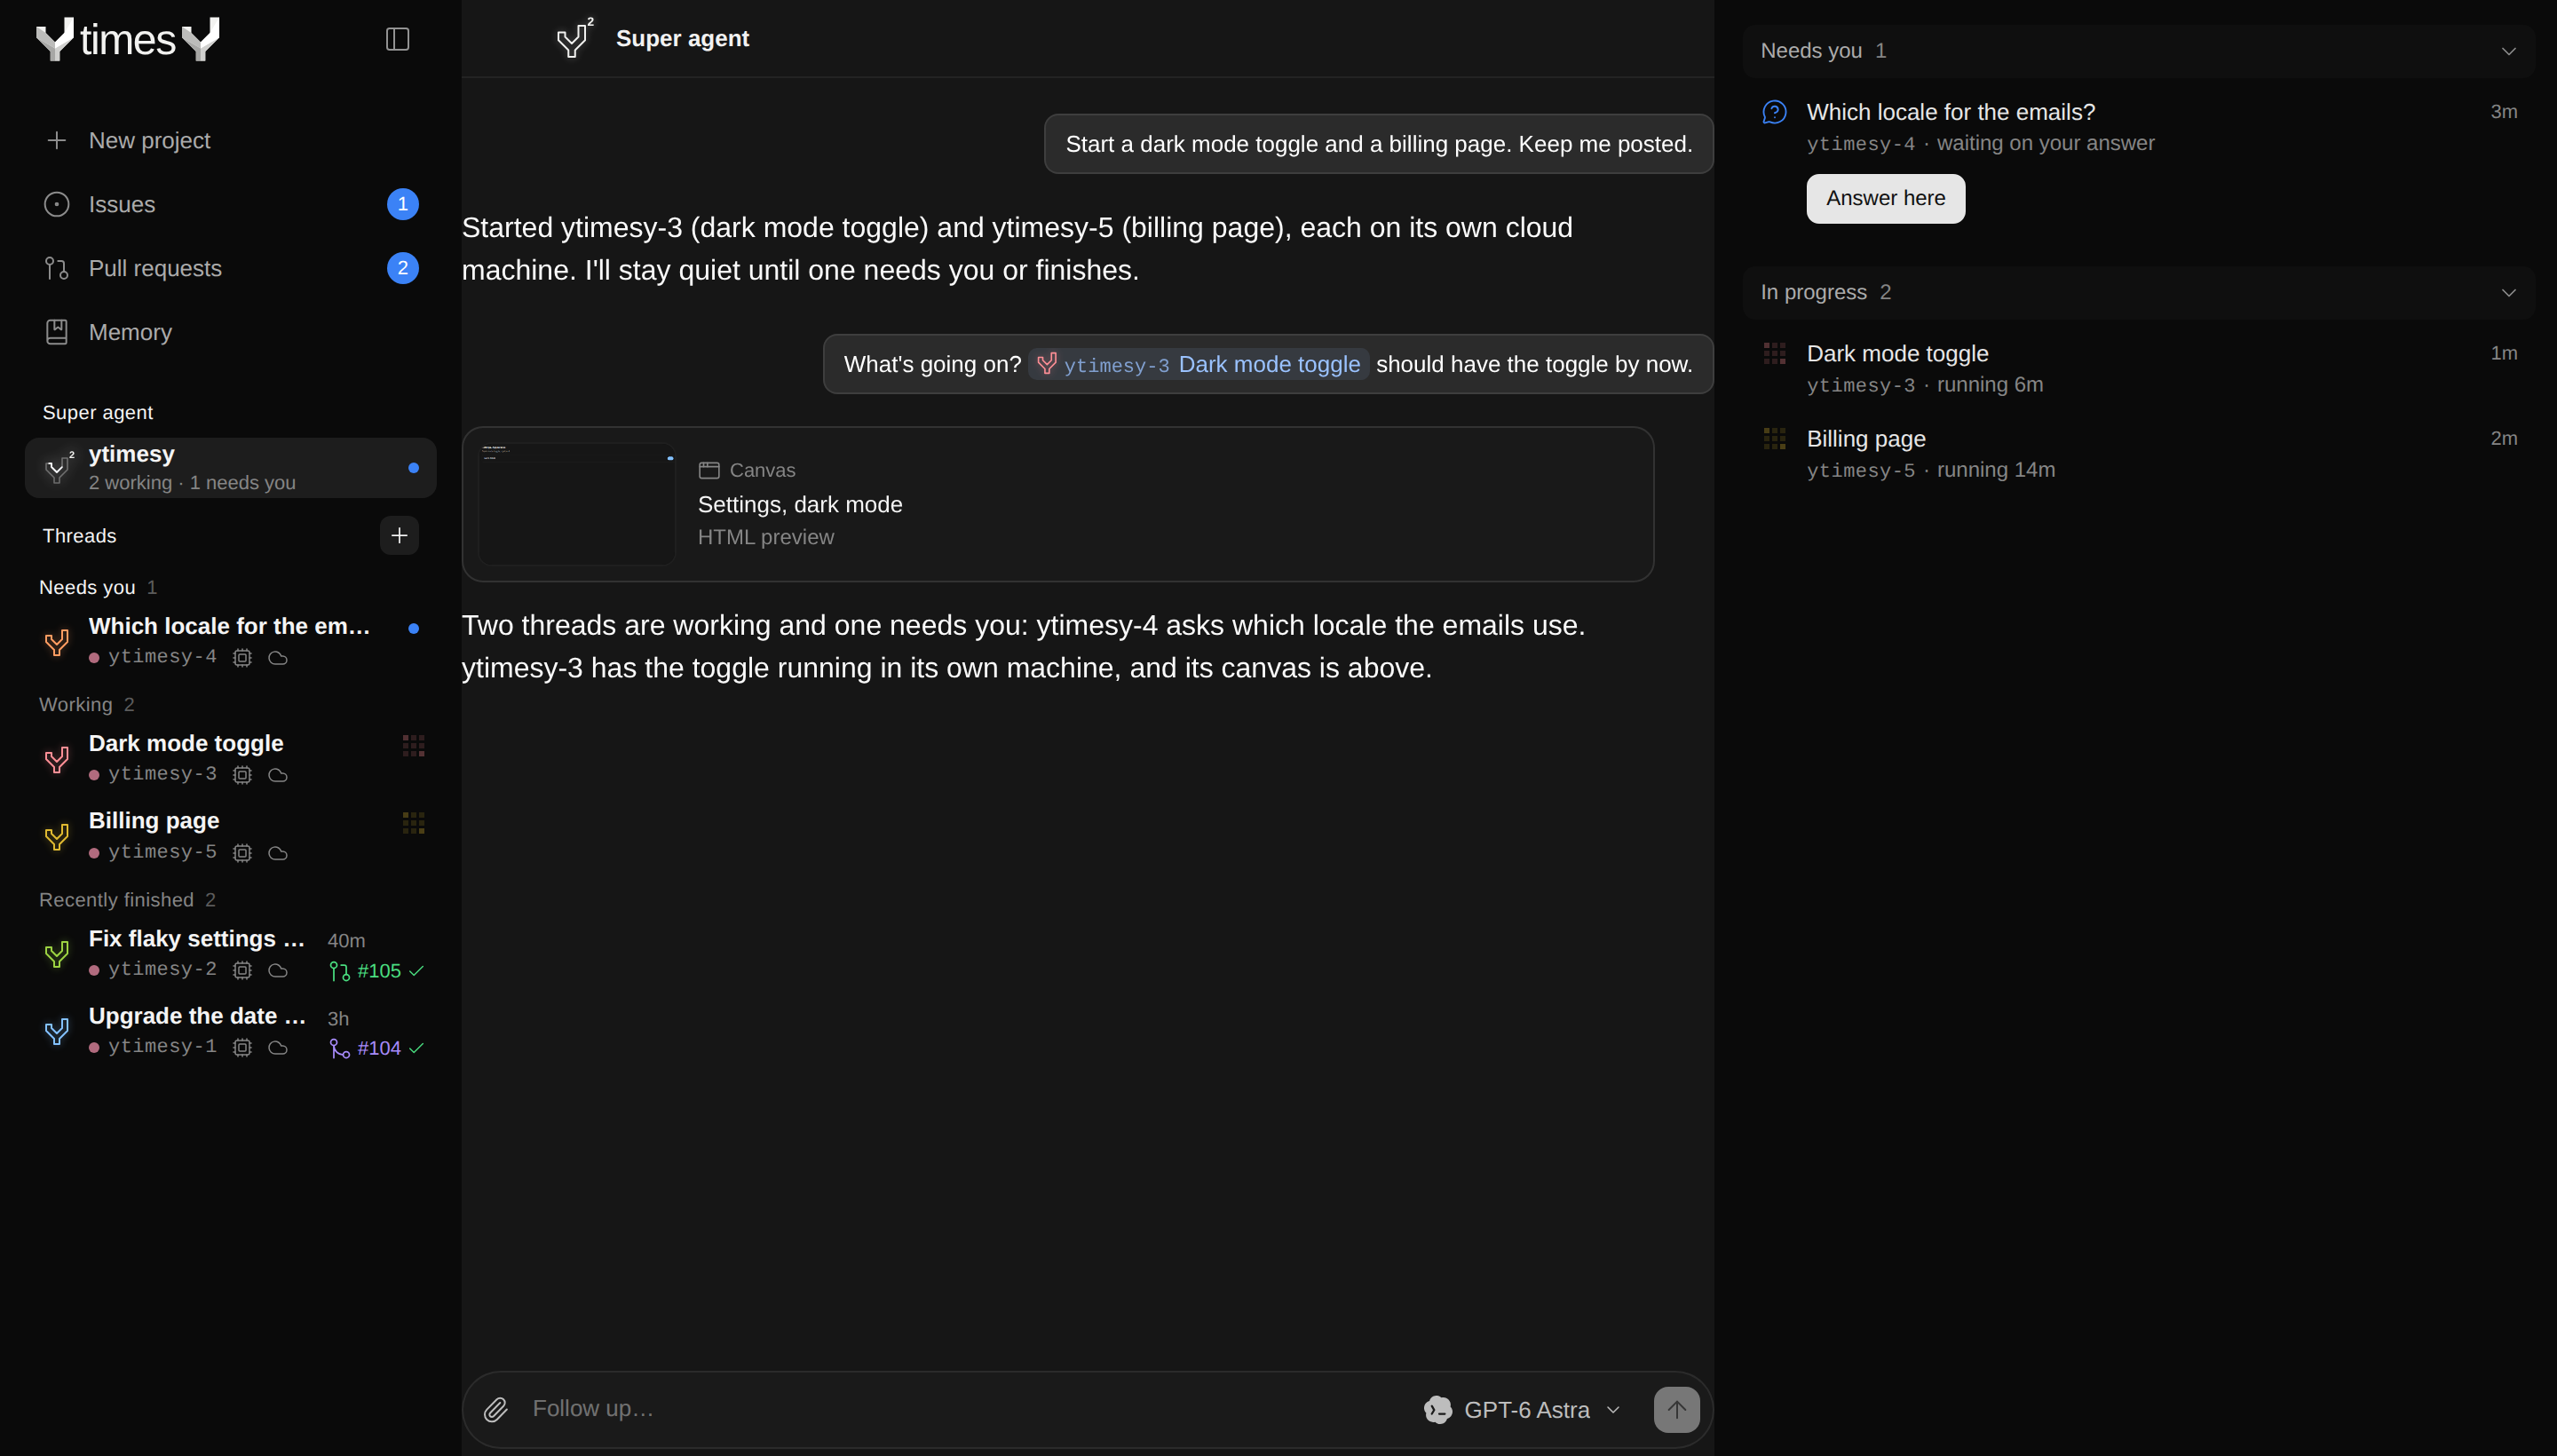 times
New project
Issues 1
Pull requests 2
Memory
Super agent
2
ytimesy
2 working · 1 needs you
Threads
Needs you 1
Which locale for the em…
ytimesy-4
Working 2
Dark mode toggle
ytimesy-3
Billing page
ytimesy-5
Recently finished 2
Fix flaky settings … 40m
ytimesy-2 #105
Upgrade the date … 3h
ytimesy-1 #104
2
Super agent
Start a dark mode toggle and a billing page. Keep me posted.
Started ytimesy-3 (dark mode toggle) and ytimesy-5 (billing page), each on its own cloud
machine. I'll stay quiet until one needs you or finishes.
What's going on? ytimesy-3 Dark mode toggle should have the toggle by now.
Canvas
Settings, dark mode
HTML preview
Two threads are working and one needs you: ytimesy-4 asks which locale the emails use.
ytimesy-3 has the toggle running in its own machine, and its canvas is above.
Follow up…
GPT-6 Astra
Needs you 1
Which locale for the emails? 3m
ytimesy-4 · waiting on your answer
Answer here
In progress 2
Dark mode toggle 1m
ytimesy-3 · running 6m
Billing page 2m
ytimesy-5 · running 14m